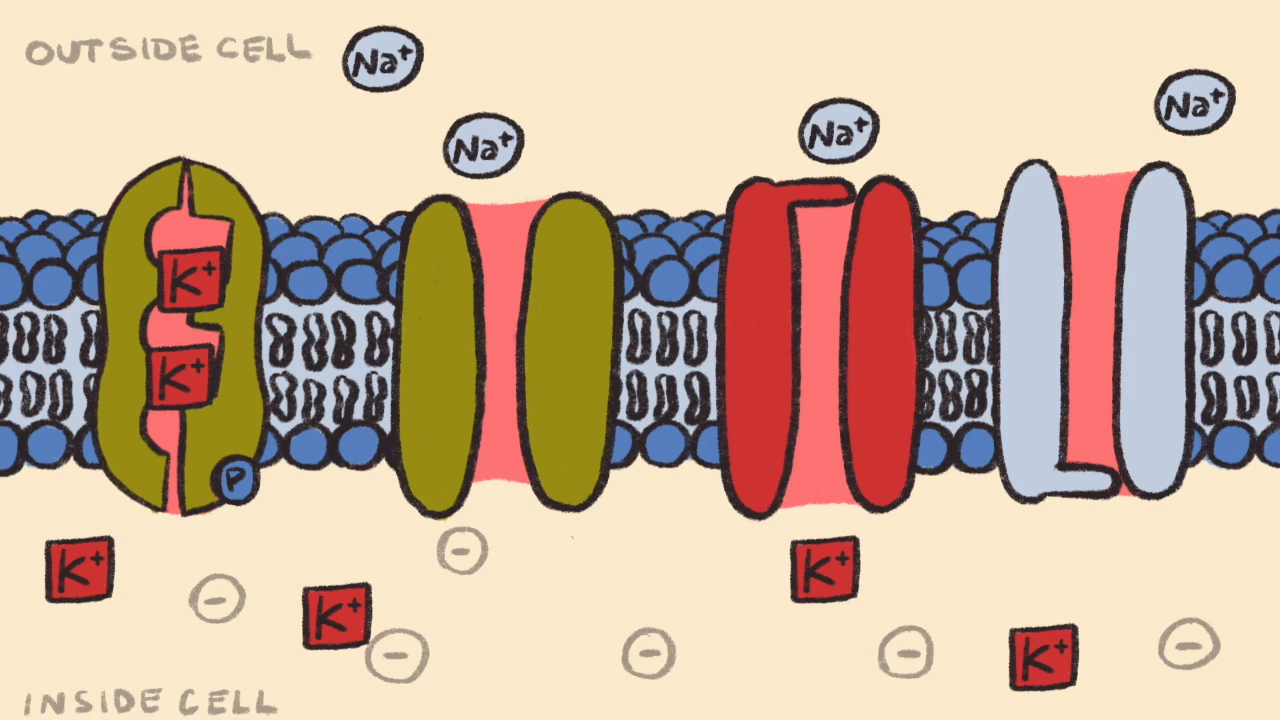 OUTSIDE CELL
Na⁺
Na⁺
Na⁺
Na⁺
K⁺
K⁺
P
K⁺
K⁺
K⁺
K⁺
-
-
-
-
-
-
INSIDE CELL